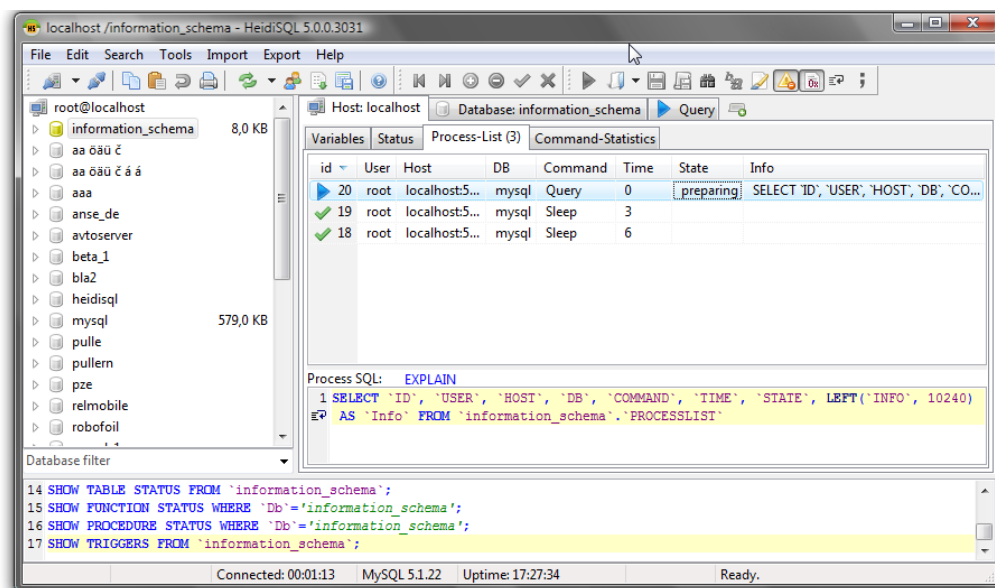 localhost /information_schema - HeidiSQL 5.0.0.3031
File Edit Search Tools Import Export Help
root@localhost
information_schema 8,0 KB
aa öäü č
aa öäü č á á
aaa
anse_de
avtoserver
beta_1
bla2
heidisql
mysql 579,0 KB
pulle
pullern
pze
relmobile
robofoil
Database filter
Host: localhost Database: information_schema Query
Variables Status Process-List (3) Command-Statistics
id User Host DB Command Time State Info
20 root localhost:5... mysql Query 0 preparing SELECT `ID`, `USER`, `HOST`, `DB`, `CO...
19 root localhost:5... mysql Sleep 3
18 root localhost:5... mysql Sleep 6
Process SQL: EXPLAIN
1 SELECT `ID`, `USER`, `HOST`, `DB`, `COMMAND`, `TIME`, `STATE`, LEFT(`INFO`, 10240)
AS `Info` FROM `information_schema`.`PROCESSLIST`
14 SHOW TABLE STATUS FROM `information_schema`;
15 SHOW FUNCTION STATUS WHERE `Db`='information_schema';
16 SHOW PROCEDURE STATUS WHERE `Db`='information_schema';
17 SHOW TRIGGERS FROM `information_schema`;
Connected: 00:01:13 MySQL 5.1.22 Uptime: 17:27:34 Ready.